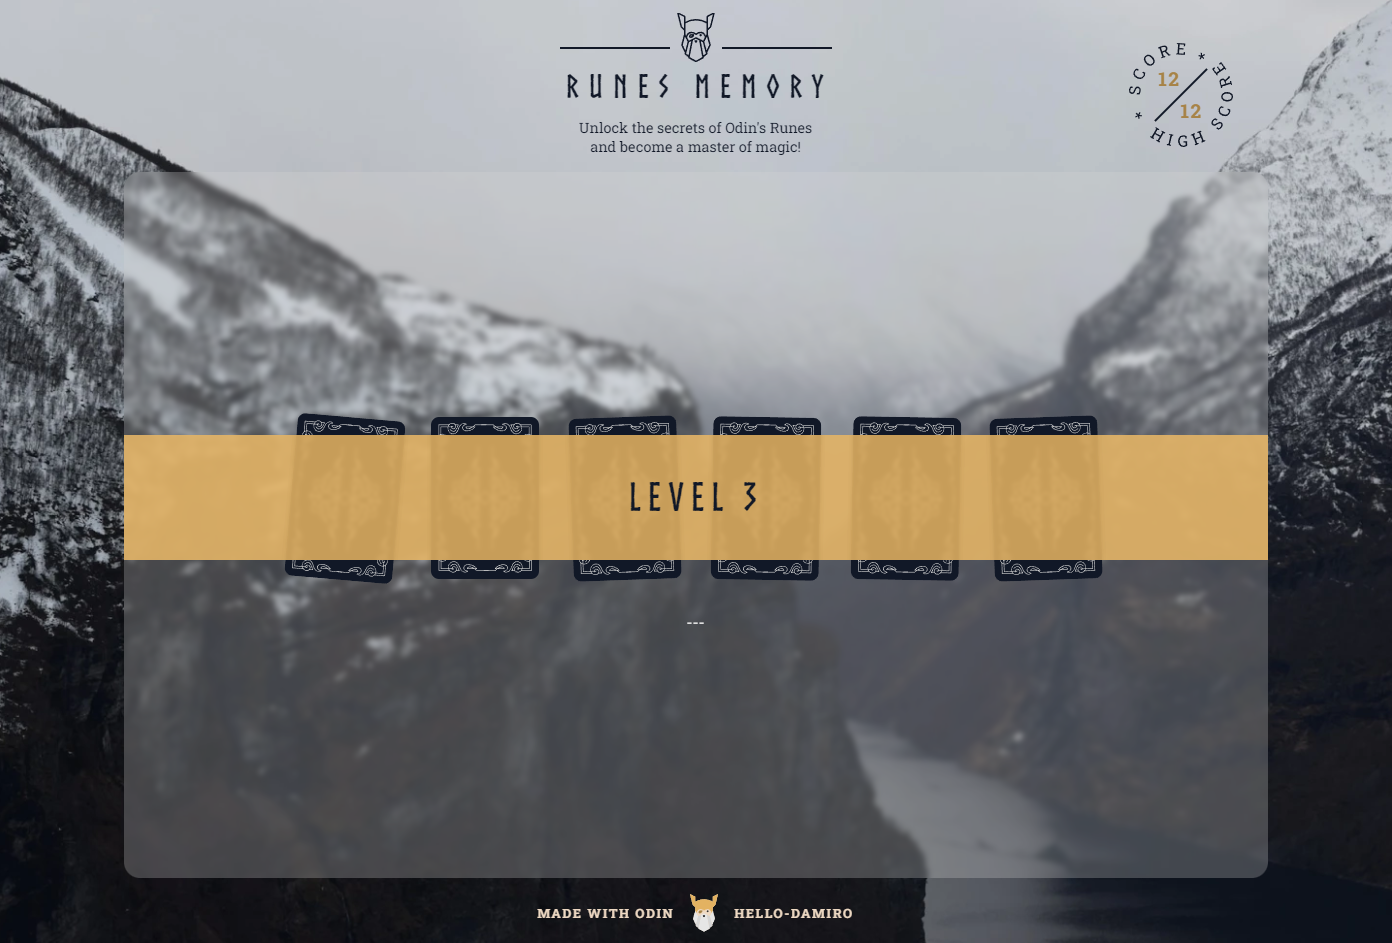 RUNES MEMORY
Unlock the secrets of Odin's Runes
and become a master of magic!
* SCORE * HIGH SCORE
12
12
LEVEL 3
---
MADE WITH ODIN HELLO-DAMIRO